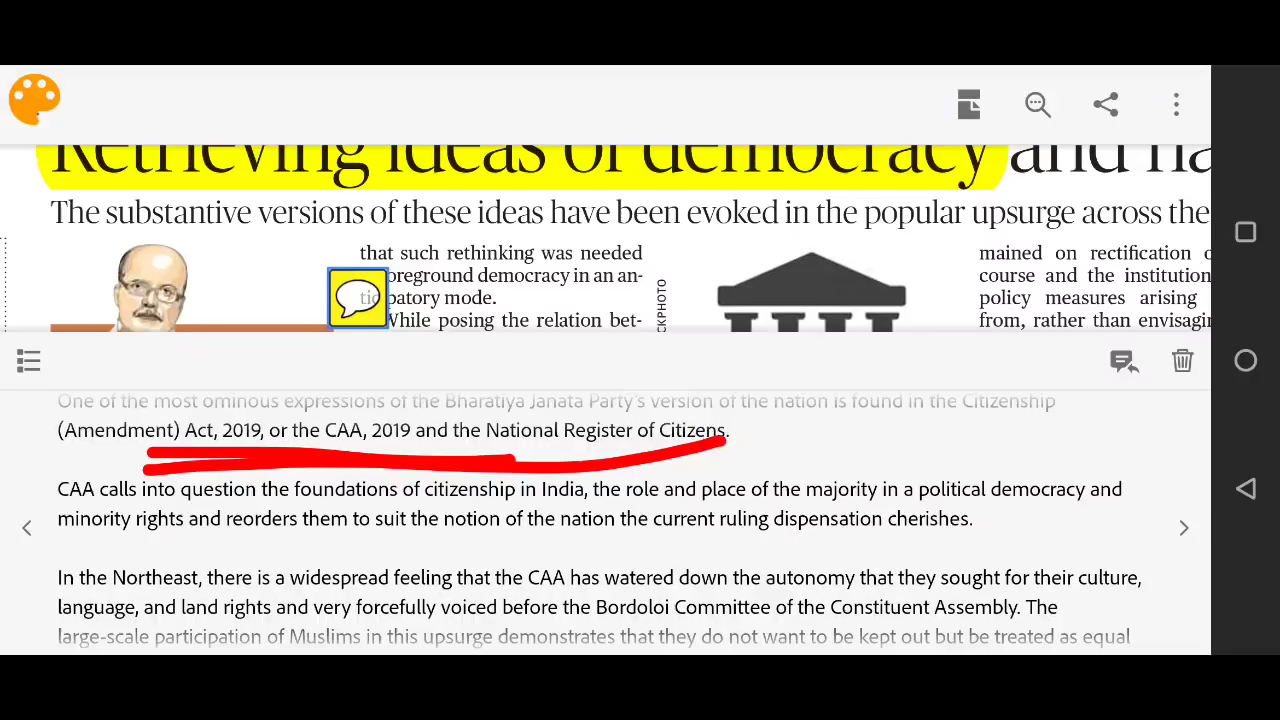 Retrieving ideas of democracy and na
The substantive versions of these ideas have been evoked in the popular upsurge across the
that such rethinking was needed
oreground democracy in an an-
tic patory mode.
While posing the relation bet-
CKPHOTO
mained on rectification o
course and the institution
policy measures arising
from, rather than envisagin
One of the most ominous expressions of the Bharatiya Janata Party's version of the nation is found in the Citizenship
(Amendment) Act, 2019, or the CAA, 2019 and the National Register of Citizens.
CAA calls into question the foundations of citizenship in India, the role and place of the majority in a political democracy and
minority rights and reorders them to suit the notion of the nation the current ruling dispensation cherishes.
In the Northeast, there is a widespread feeling that the CAA has watered down the autonomy that they sought for their culture,
language, and land rights and very forcefully voiced before the Bordoloi Committee of the Constituent Assembly. The
large-scale participation of Muslims in this upsurge demonstrates that they do not want to be kept out but be treated as equal